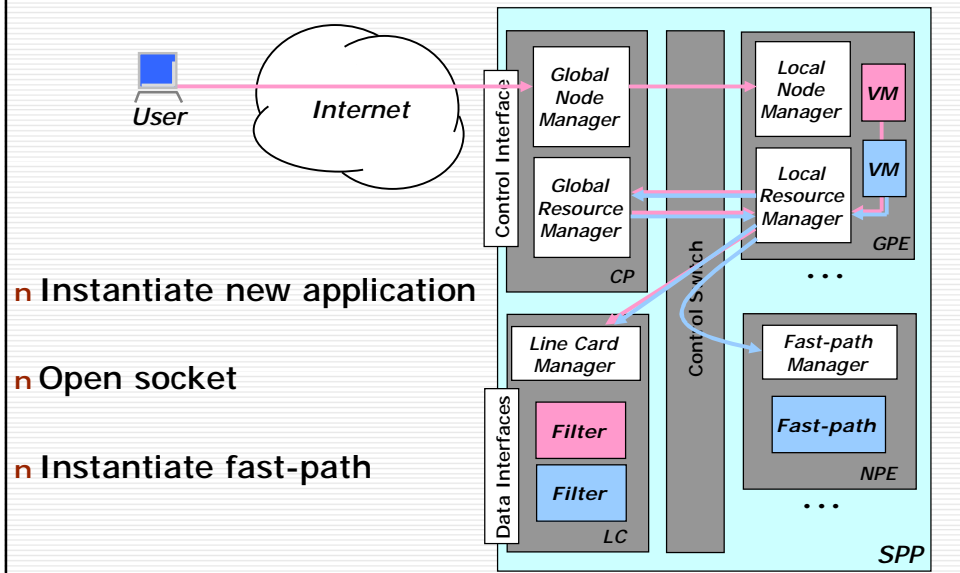 User
Internet
Control Interface
Global
Node
Manager
Global
Resource
Manager
CP
Control Switch
Local
Node
Manager
VM
VM
Local
Resource
Manager
GPE
...
n Instantiate new application
n Open socket
n Instantiate fast-path
Data Interfaces
Line Card
Manager
Filter
Filter
LC
Fast-path
Manager
Fast-path
NPE
...
SPP